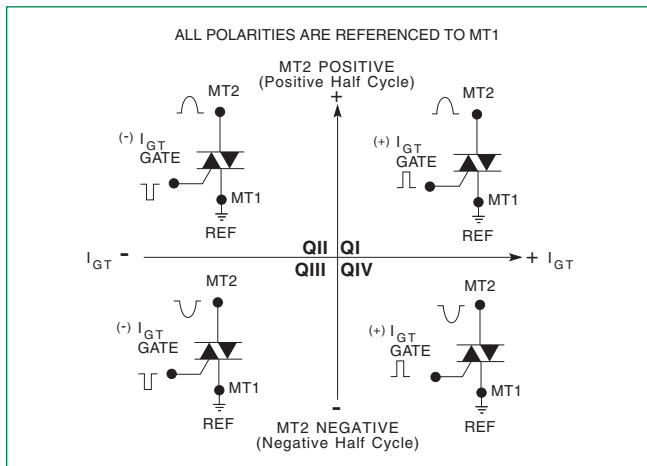 ALL POLARITIES ARE REFERENCED TO MT1
MT2 POSITIVE
(Positive Half Cycle)
+
MT2
(-) IGT
GATE
MT1
REF
MT2
(+) IGT
GATE
MT1
REF
IGT -
QII QI
QIII QIV
+ IGT
MT2
(-) IGT
GATE
MT1
REF
MT2
(+) IGT
GATE
MT1
REF
-
MT2 NEGATIVE
(Negative Half Cycle)